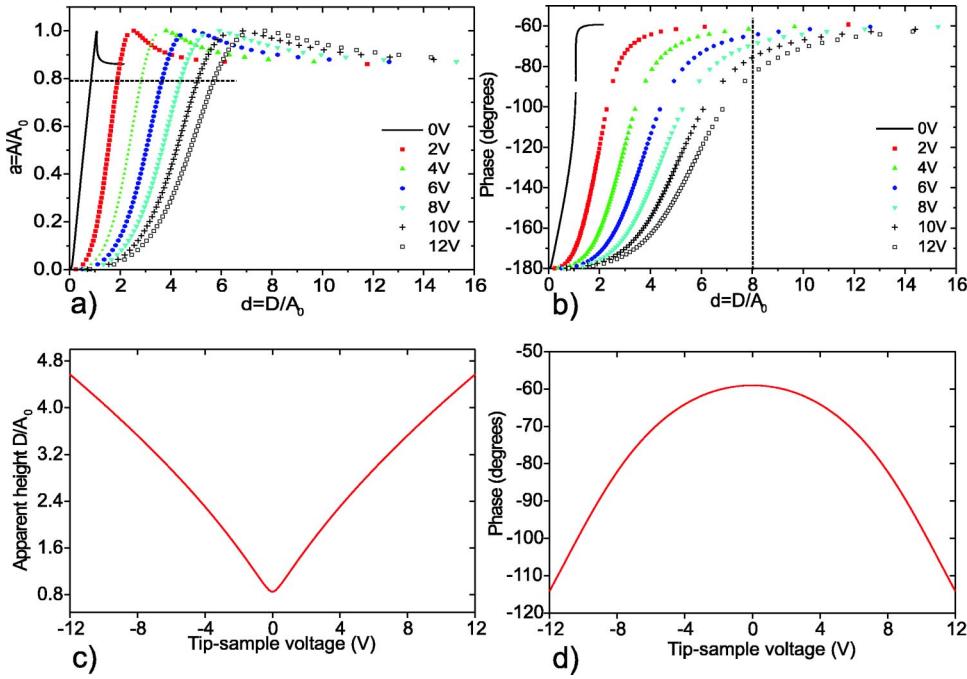 1.0
0.8
0.6
0.4
0.2
0.0
a=A/A₀
0V
2V
4V
6V
8V
10V
12V
0 2 4 6 8 10 12 14 16
a) d=D/A₀
-60
-80
-100
-120
-140
-160
-180
Phase (degrees)
0V
2V
4V
6V
8V
10V
12V
0 2 4 6 8 10 12 14 16
b) d=D/A₀
4.8
4.0
3.2
2.4
1.6
0.8
Apparent height D/A₀
-12 -8 -4 0 4 8 12
c) Tip-sample voltage (V)
-50
-60
-70
-80
-90
-100
-110
-120
Phase (degrees)
-12 -8 -4 0 4 8 12
d) Tip-sample voltage (V)